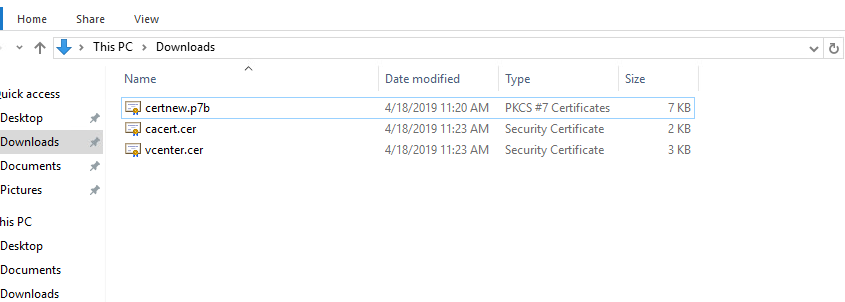 Home Share View
This PC Downloads
Name Date modified Type Size
certnew.p7b 4/18/2019 11:20 AM PKCS #7 Certificates 7 KB
cacert.cer 4/18/2019 11:23 AM Security Certificate 2 KB
vcenter.cer 4/18/2019 11:23 AM Security Certificate 3 KB
uick access
Desktop
Downloads
Documents
Pictures
his PC
Desktop
Documents
Downloads